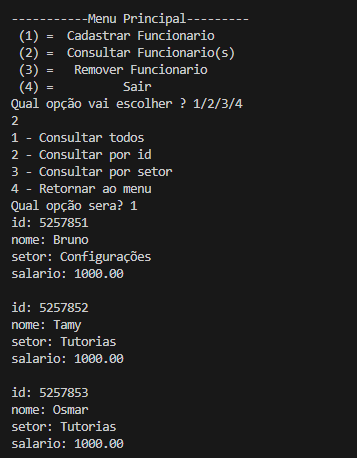 ------------Menu Principal---------
(1) =  Cadastrar Funcionario
(2) =  Consultar Funcionario(s)
(3) =   Remover Funcionario
(4) =          Sair
Qual opção vai escolher ? 1/2/3/4
2
1 - Consultar todos
2 - Consultar por id
3 - Consultar por setor
4 - Retornar ao menu
Qual opção sera? 1
id: 5257851
nome: Bruno
setor: Configurações
salario: 1000.00

id: 5257852
nome: Tamy
setor: Tutorias
salario: 1000.00

id: 5257853
nome: Osmar
setor: Tutorias
salario: 1000.00